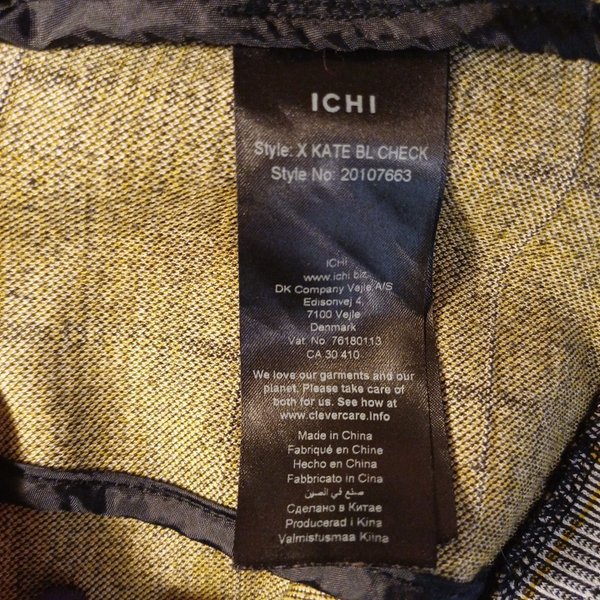 ICHI
Style: X KATE BL CHECK
Style No: 20107663
ICHI
www.ichi.biz
DK Company Vejle A/S
Edisonvej 4,
7100 Vejle
Denmark
Vat. No. 76180113
CA 30 410
We love our garments and our
planet. Please take care of
both for us. See how at
www.clevercare.info
Made in China
Fabriqué en Chine
Hecho en China
Fabbricato in Cina
صنع في الصين
Сделано в Китае
Producerad i Kina
Valmistusmaa Kiina